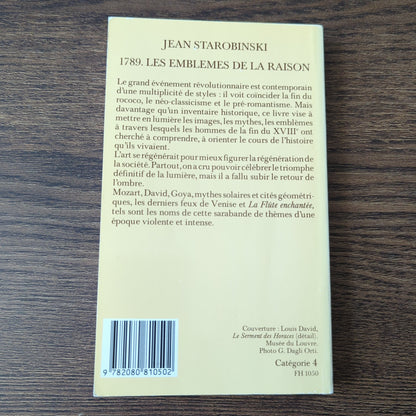 JEAN STAROBINSKI
1789. LES EMBLEMES DE LA RAISON
Le grand événement révolutionnaire est contemporain
d'une multiplicité de styles : il voit coïncider la fin du
rococo, le néo-classicisme et le pré-romantisme. Mais
davantage qu'un inventaire historique, ce livre vise à
mettre en lumière les images, les mythes, les emblèmes
à travers lesquels les hommes de la fin du XVIIIe ont
cherché à comprendre, à orienter le cours de l'histoire
qu'ils vivaient.
L'art se régénérait pour mieux figurer la régénération de
la société. Partout, on a cru pouvoir célébrer le triomphe
définitif de la lumière, mais il a fallu subir le retour de
l'ombre.
Mozart, David, Goya, mythes solaires et cités géométri-
ques, les derniers feux de Venise et La Flûte enchantée,
tels sont les noms de cette sarabande de thèmes d'une
époque violente et intense.
Couverture : Louis David,
Le Serment des Horaces (détail).
Musée du Louvre.
Photo G. Dagli Orti.
Catégorie 4
FH 1050
9 782080 810502